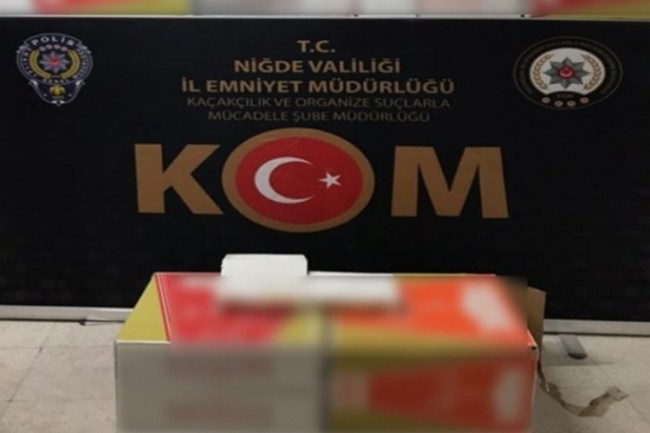 POLİS
T.C.
NİĞDE VALİLİĞİ
İL EMNİYET MÜDÜRLÜĞÜ
KAÇAKÇILIK VE ORGANİZE SUÇLARLA
MÜCADELE ŞUBE MÜDÜRLÜĞÜ
KOM